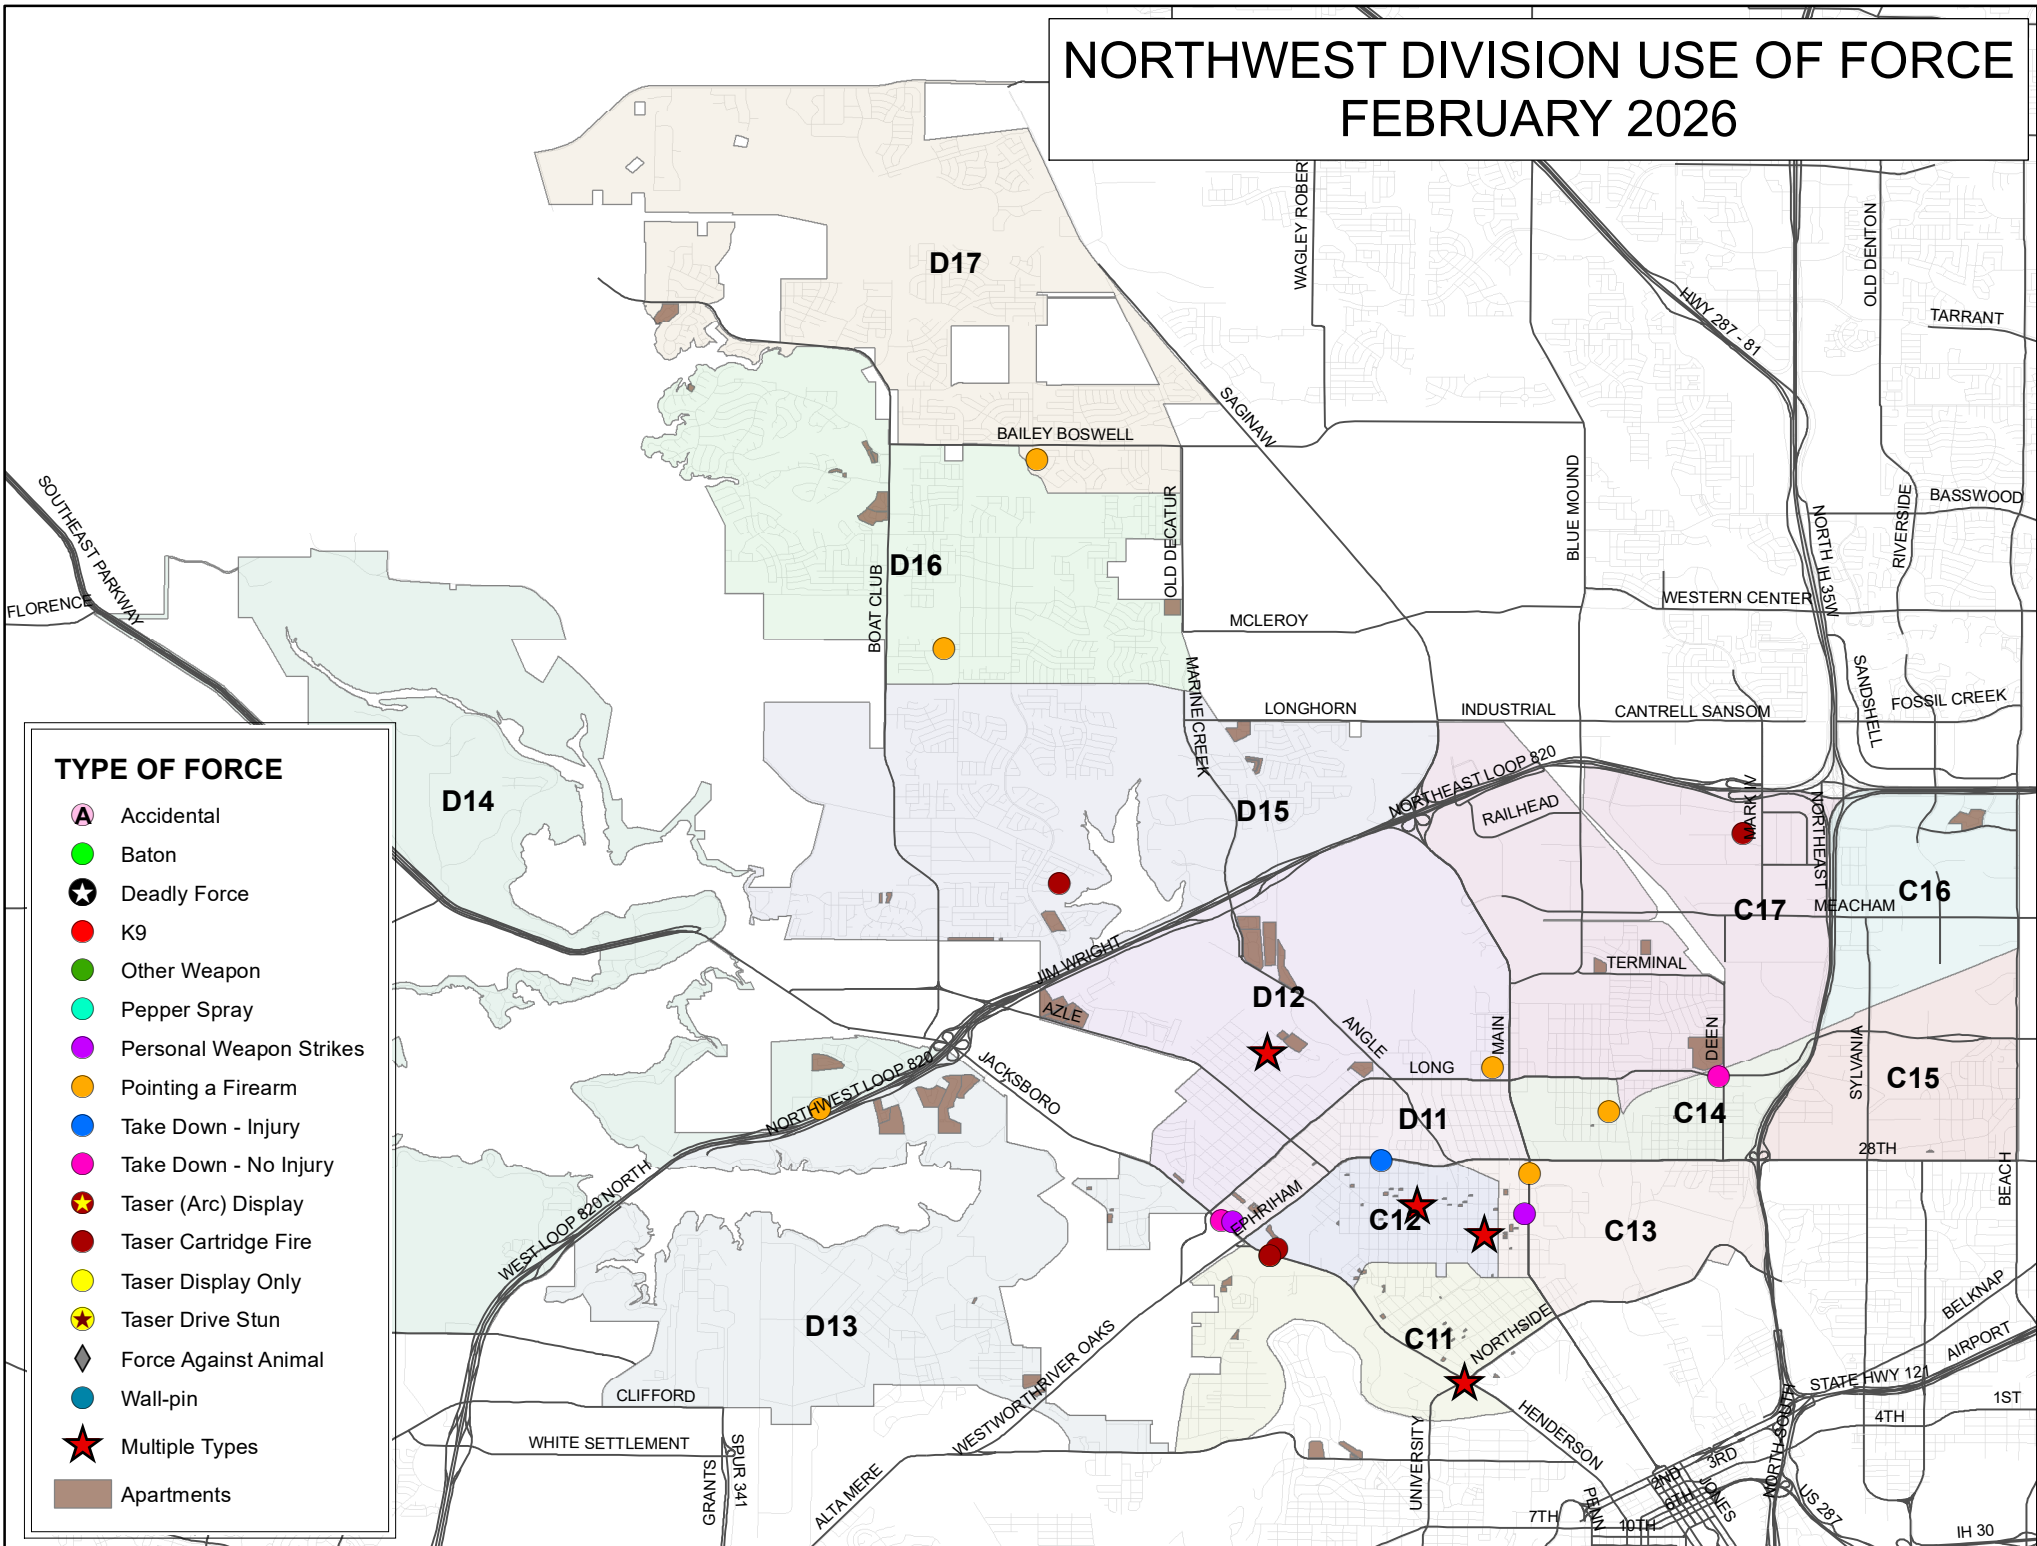 NORTHWEST DIVISION USE OF FORCE
FEBRUARY 2026
WAGLEY ROBER
OLD DENTON
D17
HWY 287 - 81
TARRANT
SAGINAW
BAILEY BOSWELL
SOUTHEAST PARKWAY
BLUE MOUND
OLD DECATUR
RIVERSIDE
BASSWOOD
NORTH IH 35W
D16
BOAT CLUB
FLORENCE
WESTERN CENTER
MCLEROY
MARINE CREEK
SANDSHELL
FOSSIL CREEK
LONGHORN
INDUSTRIAL
CANTRELL SANSOM
TYPE OF FORCE
Accidental
A
Baton
Deadly Force
K9
Other Weapon
Pepper Spray
Personal Weapon Strikes
Pointing a Firearm
Take Down - Injury
Take Down - No Injury
Taser (Arc) Display
Taser Cartridge Fire
Taser Display Only
Taser Drive Stun
Force Against Animal
Wall-pin
Multiple Types
Apartments
D14
D15
NORTHEAST LOOP 820
RAILHEAD
MARK IV
NORTHEAST
C16
C17
MEACHAM
JIM WRIGHT
TERMINAL
D12
AZLE
ANGLE
MAIN
DEEN
SYLVANIA
JACKSBORO
LONG
C15
NORTHWEST LOOP 820
D11
C14
28TH
BEACH
WEST LOOP 820 NORTH
EPHRIHAM
C12
C13
D13
BELKNAP
C11
NORTHSIDE
AIRPORT
WESTWORTH
RIVER OAKS
STATE HWY 121
CLIFFORD
1ST
HENDERSON
UNIVERSITY
4TH
NORTH-SOUTH
WHITE SETTLEMENT
SPUR 341
GRANTS
3RD
2ND
6TH
JONES
US 287
ALTA MERE
PENN
7TH
10TH
IH 30